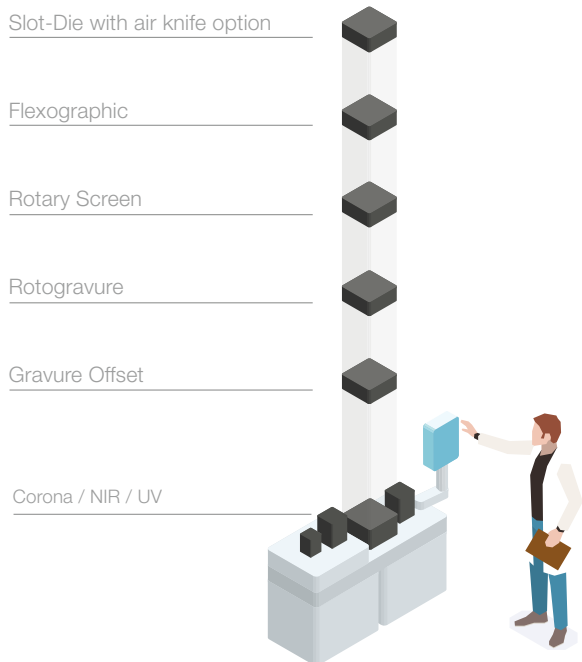 Slot-Die with air knife option
Flexographic
Rotary Screen
Rotogravure
Gravure Offset
Corona / NIR / UV